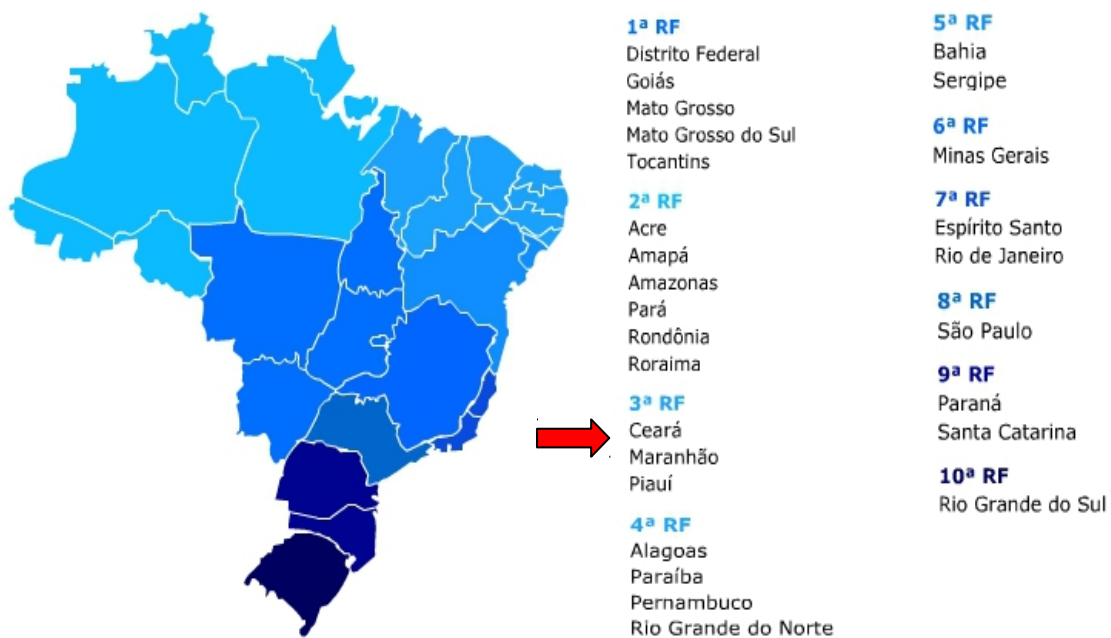 1ª RF
Distrito Federal
Goiás
Mato Grosso
Mato Grosso do Sul
Tocantins
2ª RF
Acre
Amapá
Amazonas
Pará
Rondônia
Roraima
3ª RF
Ceará
Maranhão
Piauí
4ª RF
Alagoas
Paraíba
Pernambuco
Rio Grande do Norte
5ª RF
Bahia
Sergipe
6ª RF
Minas Gerais
7ª RF
Espírito Santo
Rio de Janeiro
8ª RF
São Paulo
9ª RF
Paraná
Santa Catarina
10ª RF
Rio Grande do Sul